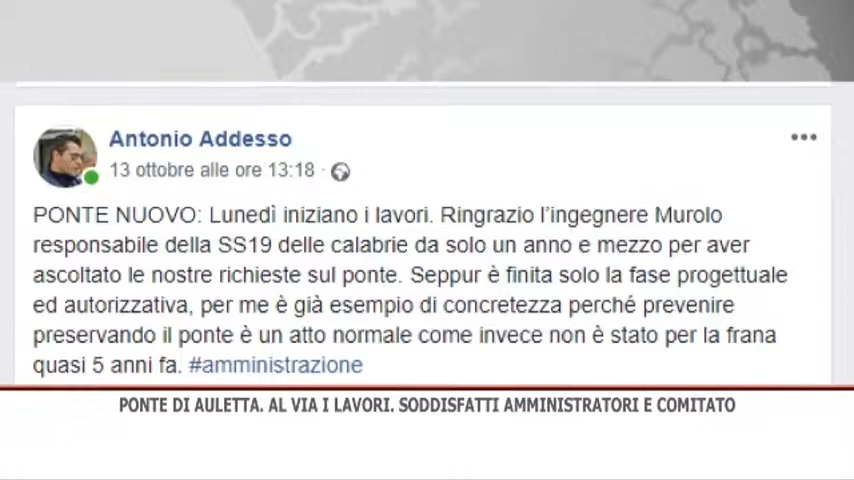 Antonio Addesso
13 ottobre alle ore 13:18 ·
PONTE NUOVO: Lunedì iniziano i lavori. Ringrazio l'ingegnere Murolo
responsabile della SS19 delle calabrie da solo un anno e mezzo per aver
ascoltato le nostre richieste sul ponte. Seppur è finita solo la fase progettuale
ed autorizzativa, per me è già esempio di concretezza perché prevenire
preservando il ponte è un atto normale come invece non è stato per la frana
quasi 5 anni fa. #amministrazione
PONTE DI AULETTA. AL VIA I LAVORI. SODDISFATTI AMMINISTRATORI E COMITATO